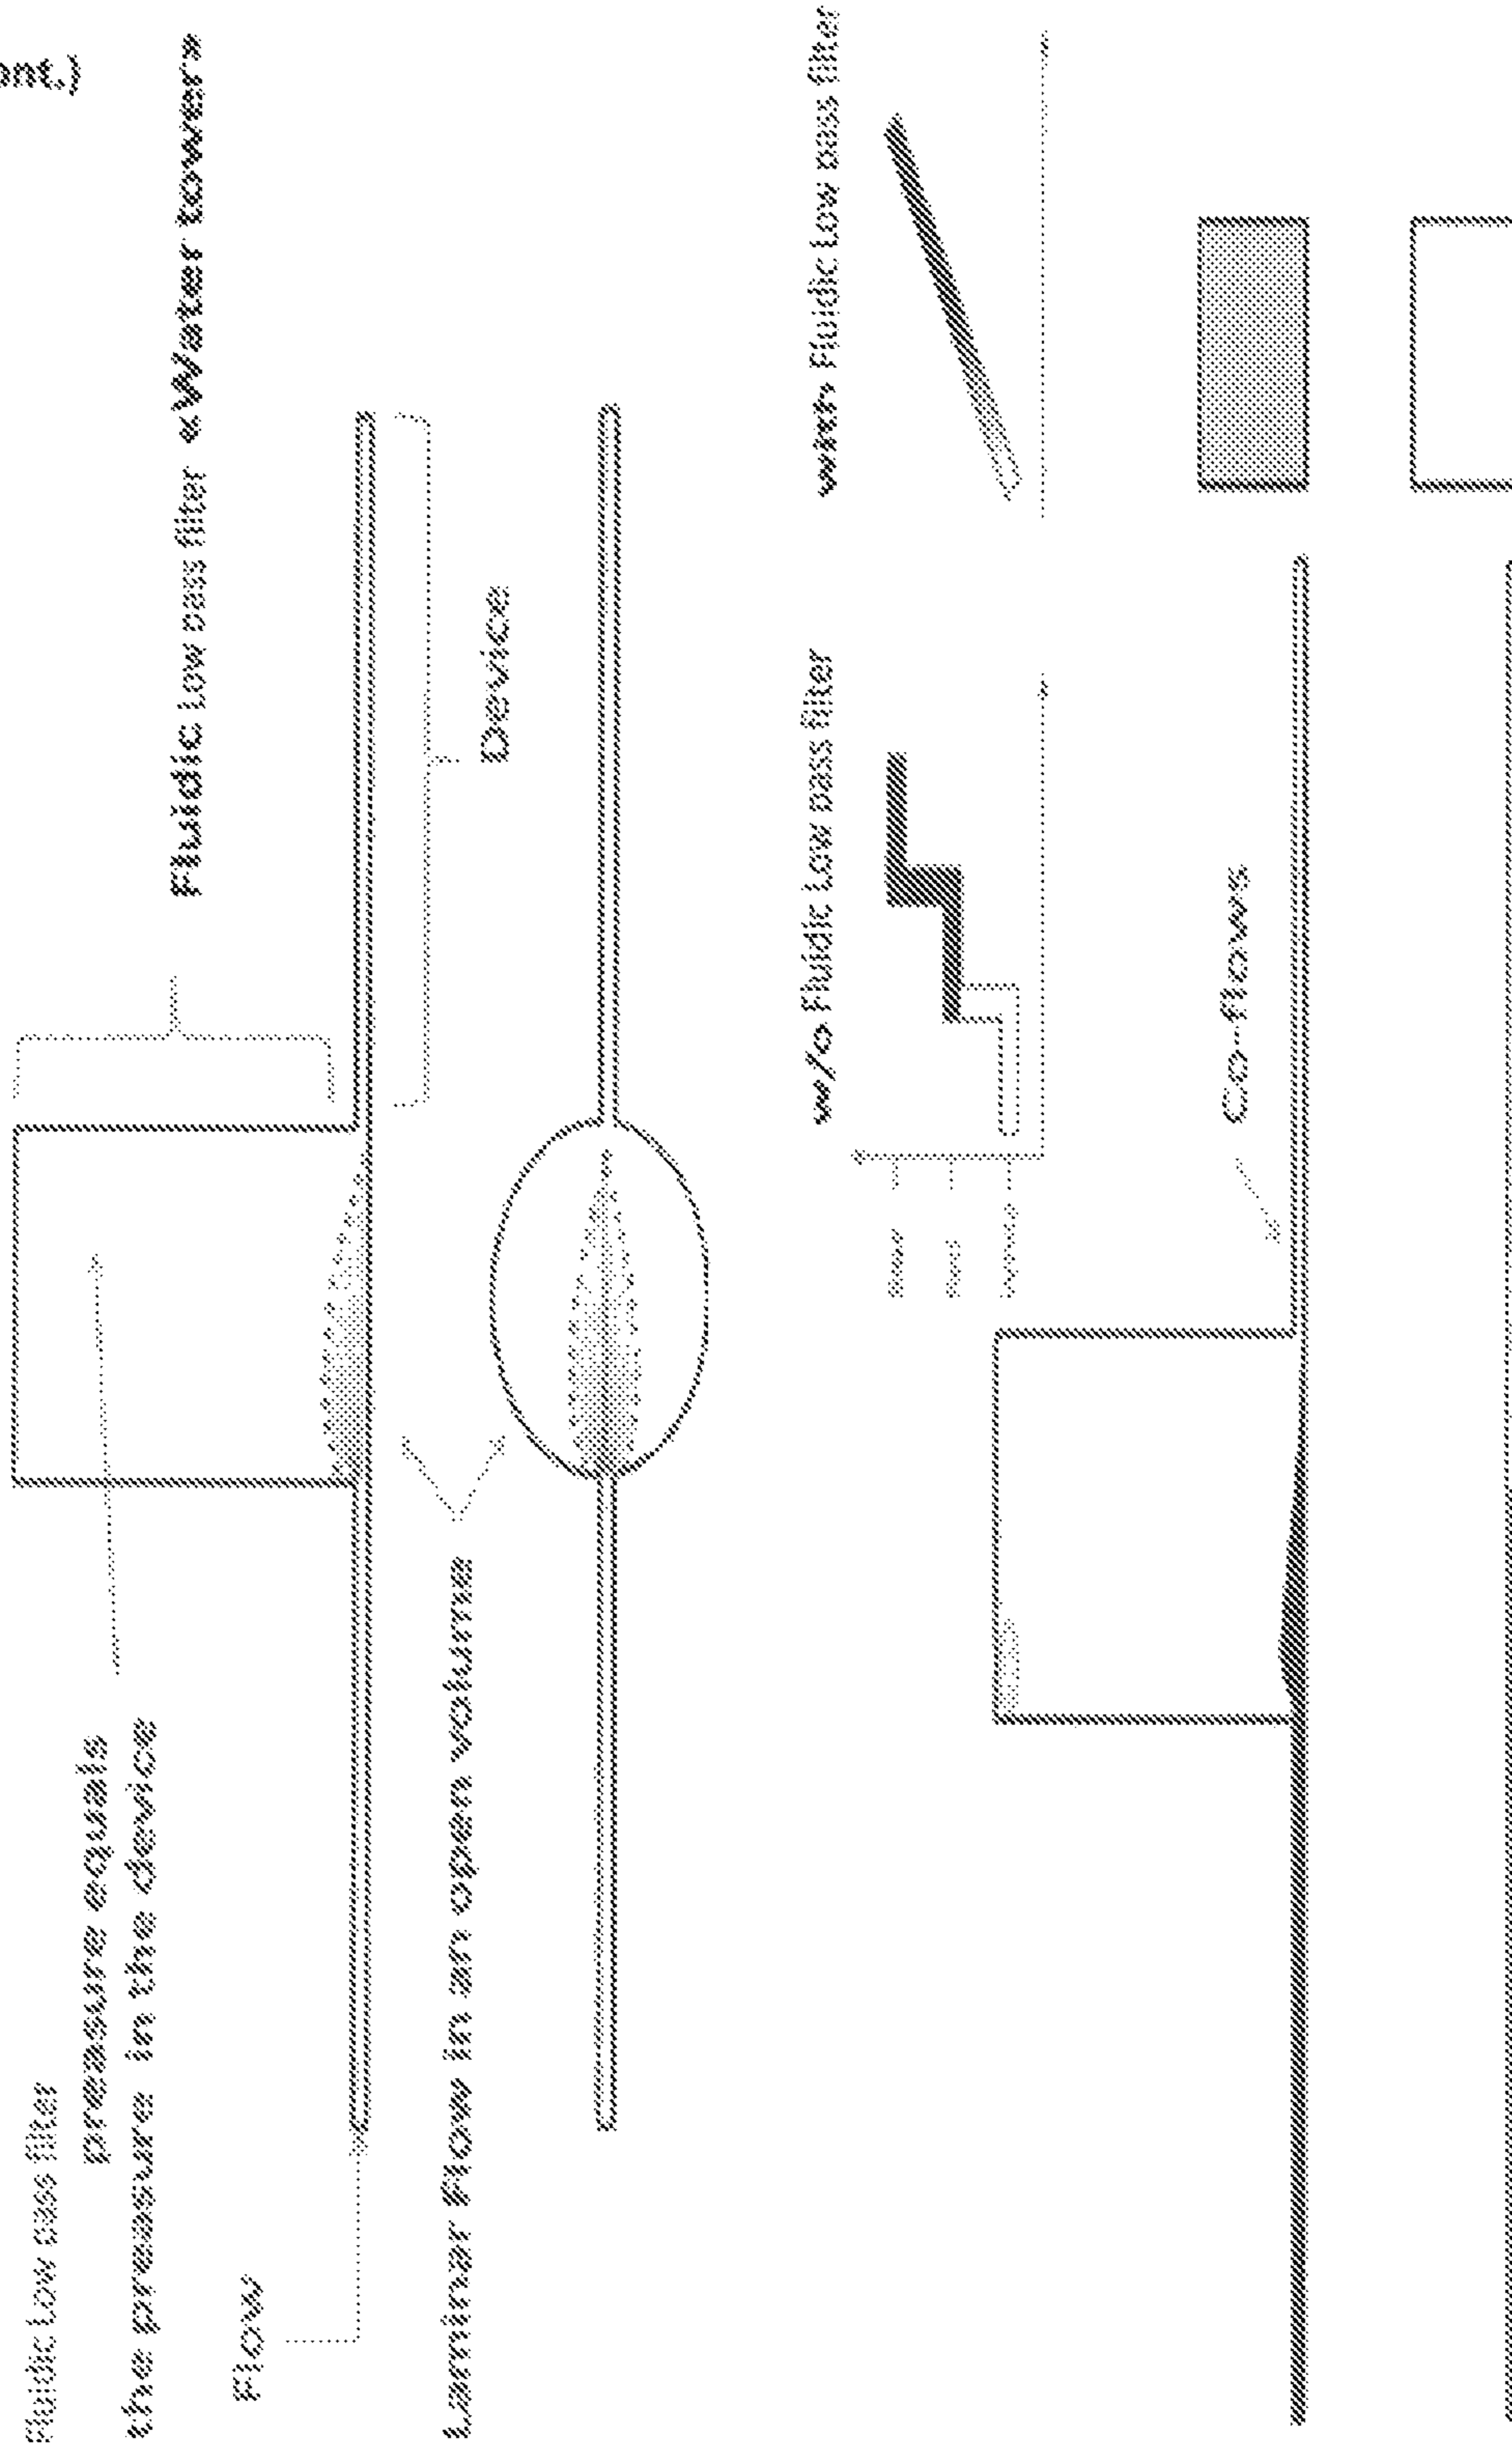 ont.)
Fluidic Low pass filter «Water tower»
Fluidic Low pass filter
pressure equals
the pressure in the device
Flow
Device
Laminar Flow in an open volume
w/o Fluidic Low pass filter
with Fluidic Low pass filter
Co-flows